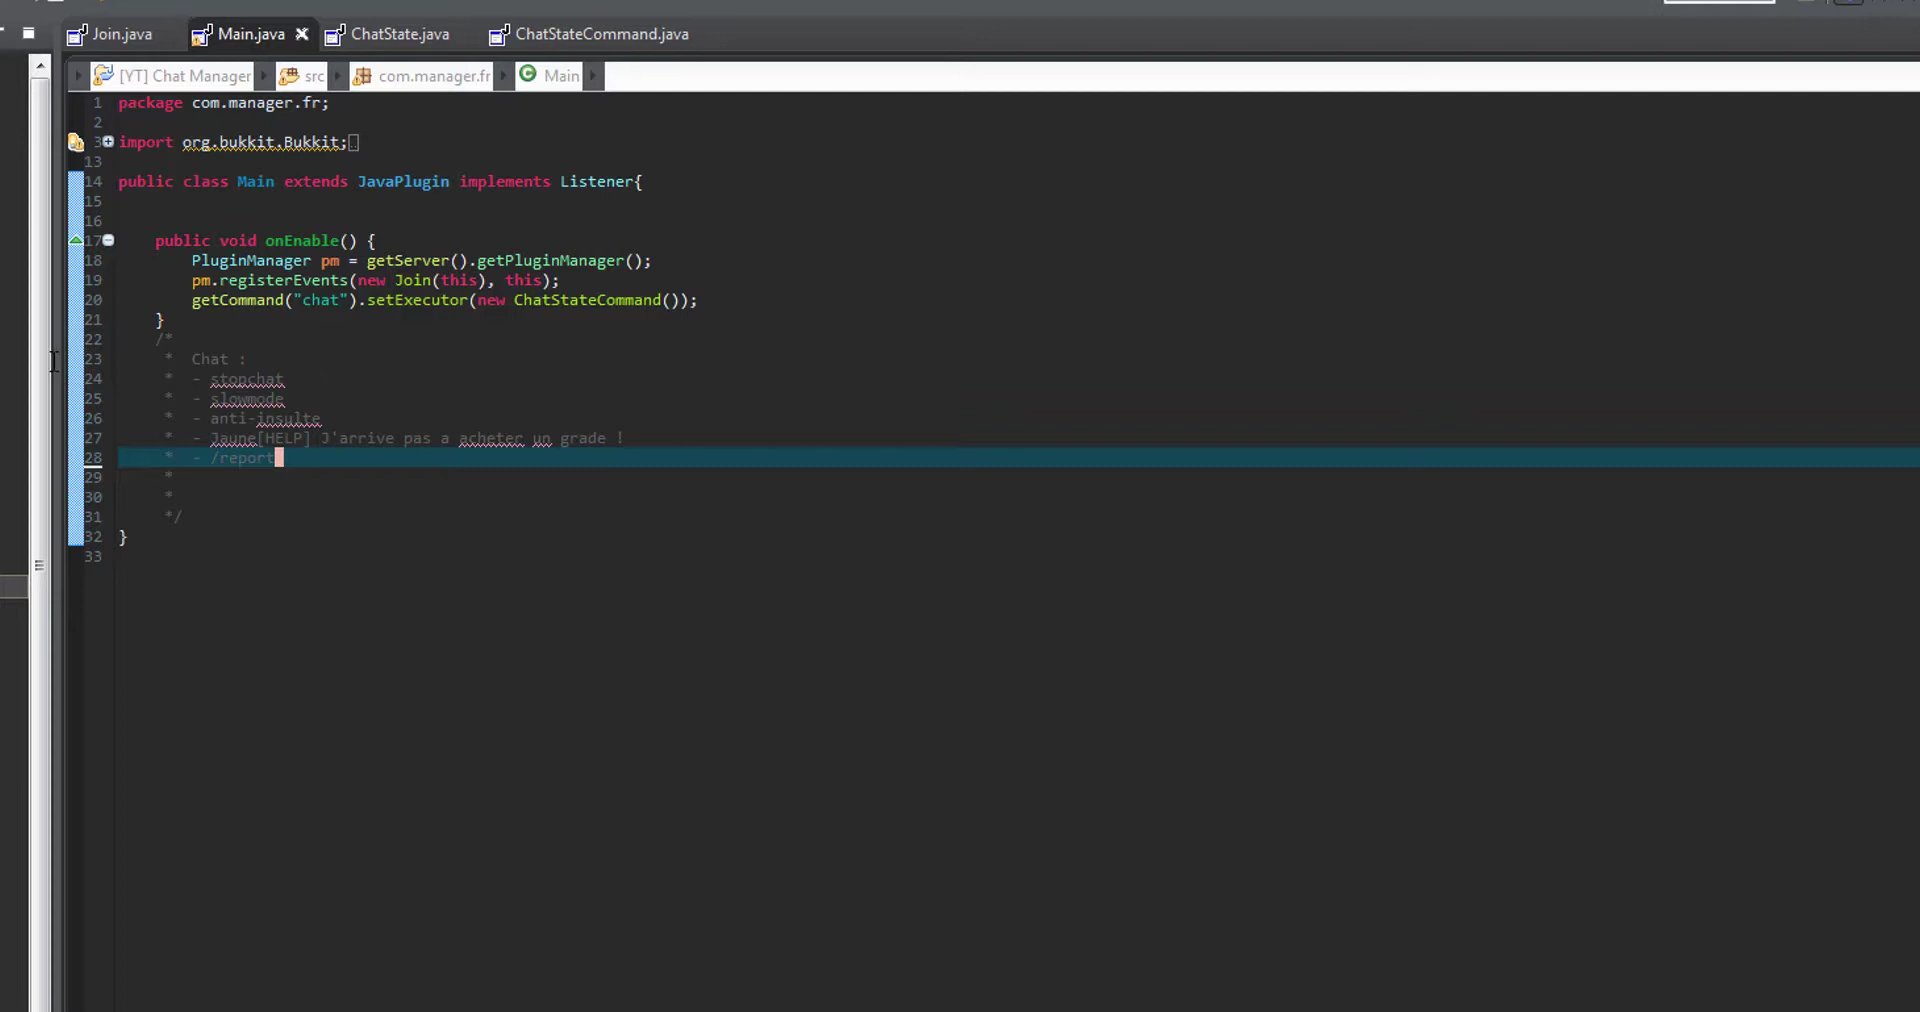 Join.java Main.java ChatState.java ChatStateCommand.java
[YT] Chat Manager src com.manager.fr Main
1 package com.manager.fr;
2
3 import org.bukkit.Bukkit;
13
14 public class Main extends JavaPlugin implements Listener{
15
16
17 public void onEnable() {
18 PluginManager pm = getServer().getPluginManager();
19 pm.registerEvents(new Join(this), this);
20 getCommand("chat").setExecutor(new ChatStateCommand());
21 }
22 /*
23 * Chat :
24 * - stopchat
25 * - slowmode
26 * - anti-insulte
27 * - Jaune[HELP] J'arrive pas a acheter un grade !
28 * - /report
29 *
30 *
31 */
32 }
33